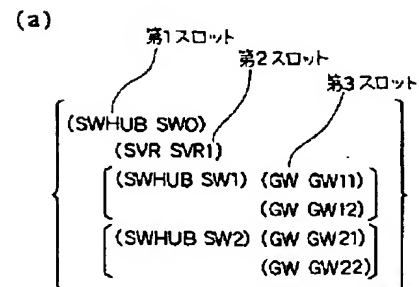 (a)
第1スロット
第2スロット
第3スロット
(SWHUB SW0)
(SVR SVR1)
(SWHUB SW1) (GW GW11)
(GW GW12)
(SWHUB SW2) (GW GW21)
(GW GW22)